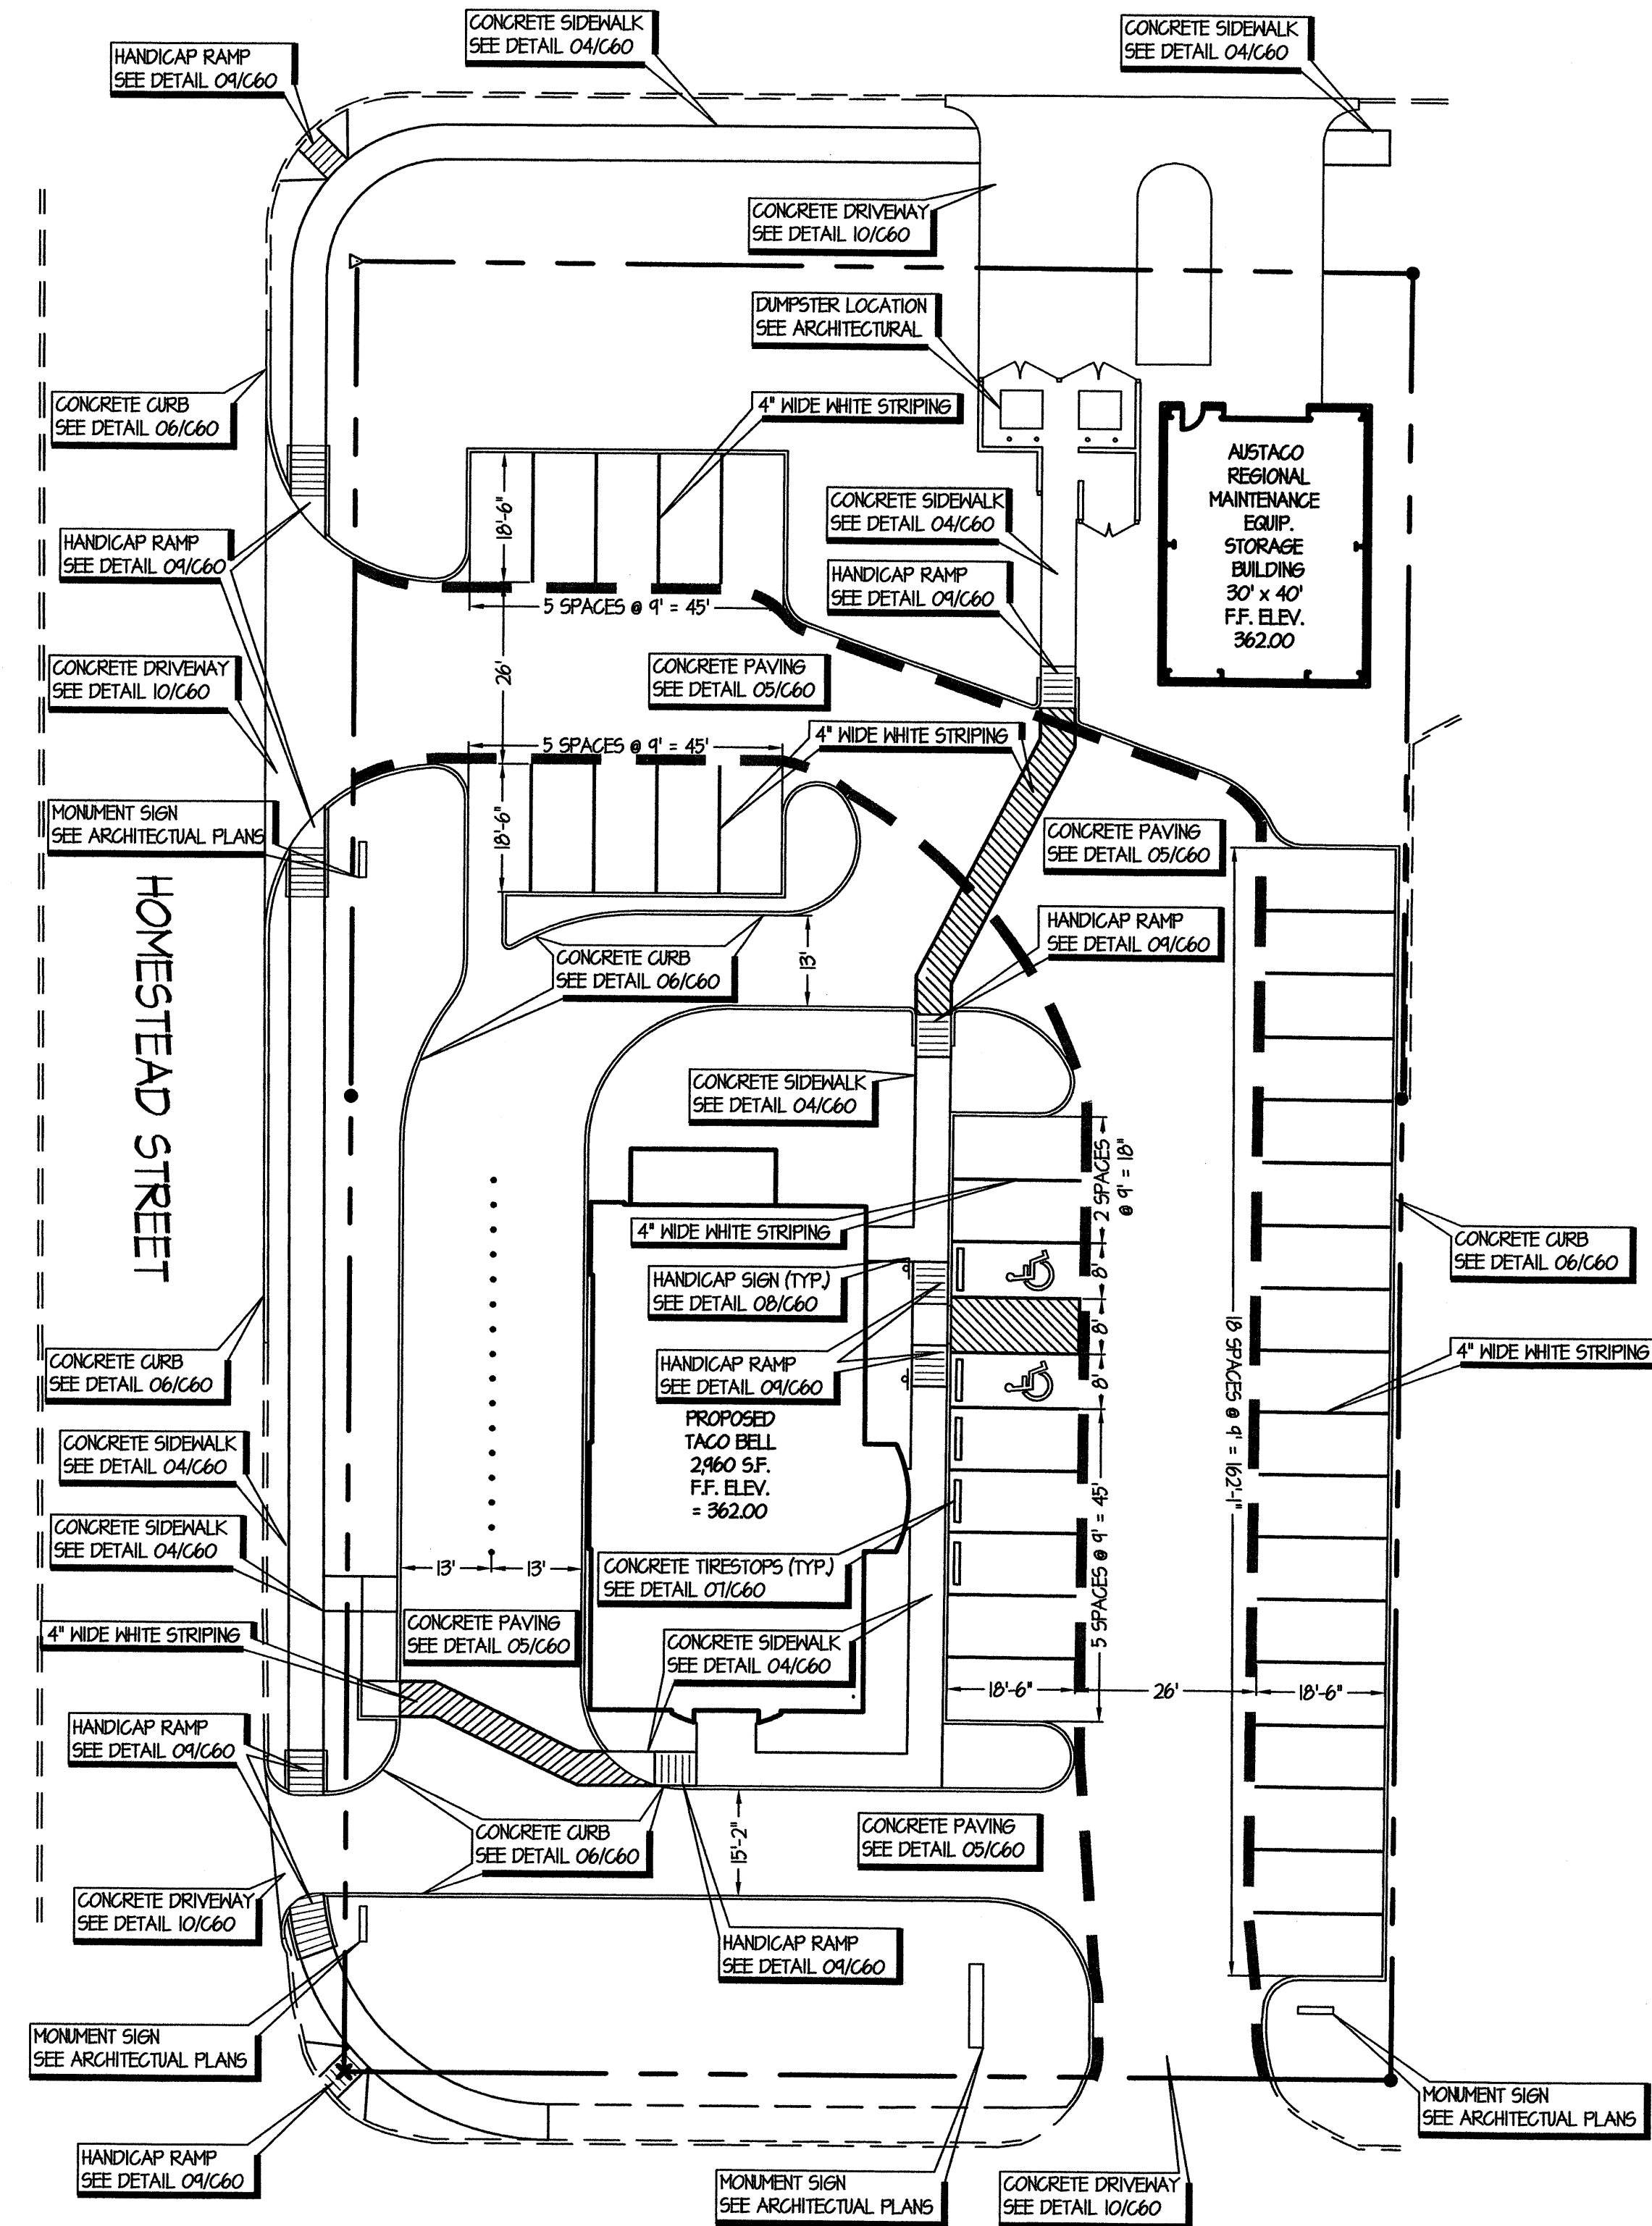 CONCRETE SIDEWALK
SEE DETAIL 04/C60
CONCRETE SIDEWALK
SEE DETAIL 04/C60
HANDICAP RAMP
SEE DETAIL 09/C60
CONCRETE DRIVEWAY
SEE DETAIL 10/C60
DUMPSTER LOCATION
SEE ARCHITECTURAL
CONCRETE CURB
SEE DETAIL 06/C60
4" WIDE WHITE STRIPING
AUSTACO
REGIONAL
MAINTENANCE
EQUIP.
STORAGE
BUILDING
30' x 40'
F.F. ELEV.
362.00
18'-6"
CONCRETE SIDEWALK
SEE DETAIL 04/C60
HANDICAP RAMP
SEE DETAIL 09/C60
HANDICAP RAMP
SEE DETAIL 09/C60
5 SPACES @ 9' = 45'
26'
CONCRETE DRIVEWAY
SEE DETAIL 10/C60
CONCRETE PAVING
SEE DETAIL 05/C60
4" WIDE WHITE STRIPING
5 SPACES @ 9' = 45'
18'-6"
MONUMENT SIGN
SEE ARCHITECTUAL PLANS
CONCRETE PAVING
SEE DETAIL 05/C60
HOMESTEAD STREET
HANDICAP RAMP
SEE DETAIL 09/C60
CONCRETE CURB
SEE DETAIL 06/C60
13'
CONCRETE SIDEWALK
SEE DETAIL 04/C60
2 SPACES
@ 9' = 18"
4" WIDE WHITE STRIPING
CONCRETE CURB
SEE DETAIL 06/C60
HANDICAP SIGN (TYP.)
SEE DETAIL 08/C60
8'
8'
8'
HANDICAP RAMP
SEE DETAIL 09/C60
18 SPACES @ 9' = 162'-1"
4" WIDE WHITE STRIPING
CONCRETE CURB
SEE DETAIL 06/C60
PROPOSED
TACO BELL
2,960 S.F.
F.F. ELEV.
= 362.00
CONCRETE SIDEWALK
SEE DETAIL 04/C60
CONCRETE SIDEWALK
SEE DETAIL 04/C60
13'
13'
CONCRETE TIRESTOPS (TYP.)
SEE DETAIL 07/C60
5 SPACES @ 9' = 45'
4" WIDE WHITE STRIPING
CONCRETE PAVING
SEE DETAIL 05/C60
CONCRETE SIDEWALK
SEE DETAIL 04/C60
18'-6"
26'
18'-6"
HANDICAP RAMP
SEE DETAIL 09/C60
CONCRETE CURB
SEE DETAIL 06/C60
15'-2"
CONCRETE PAVING
SEE DETAIL 05/C60
CONCRETE DRIVEWAY
SEE DETAIL 10/C60
HANDICAP RAMP
SEE DETAIL 09/C60
MONUMENT SIGN
SEE ARCHITECTUAL PLANS
MONUMENT SIGN
SEE ARCHITECTUAL PLANS
HANDICAP RAMP
SEE DETAIL 09/C60
MONUMENT SIGN
SEE ARCHITECTUAL PLANS
CONCRETE DRIVEWAY
SEE DETAIL 10/C60